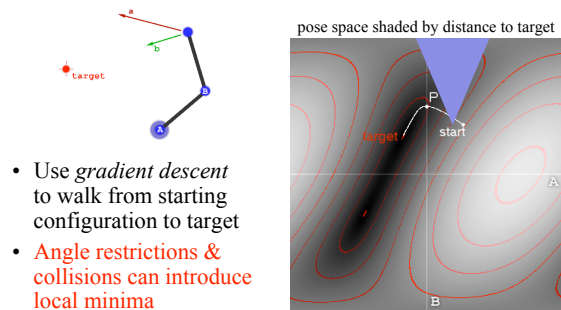 a
b
target
B
A
• Use gradient descent
to walk from starting
configuration to target
• Angle restrictions &
collisions can introduce
local minima
pose space shaded by distance to target
P
start
target
A
B